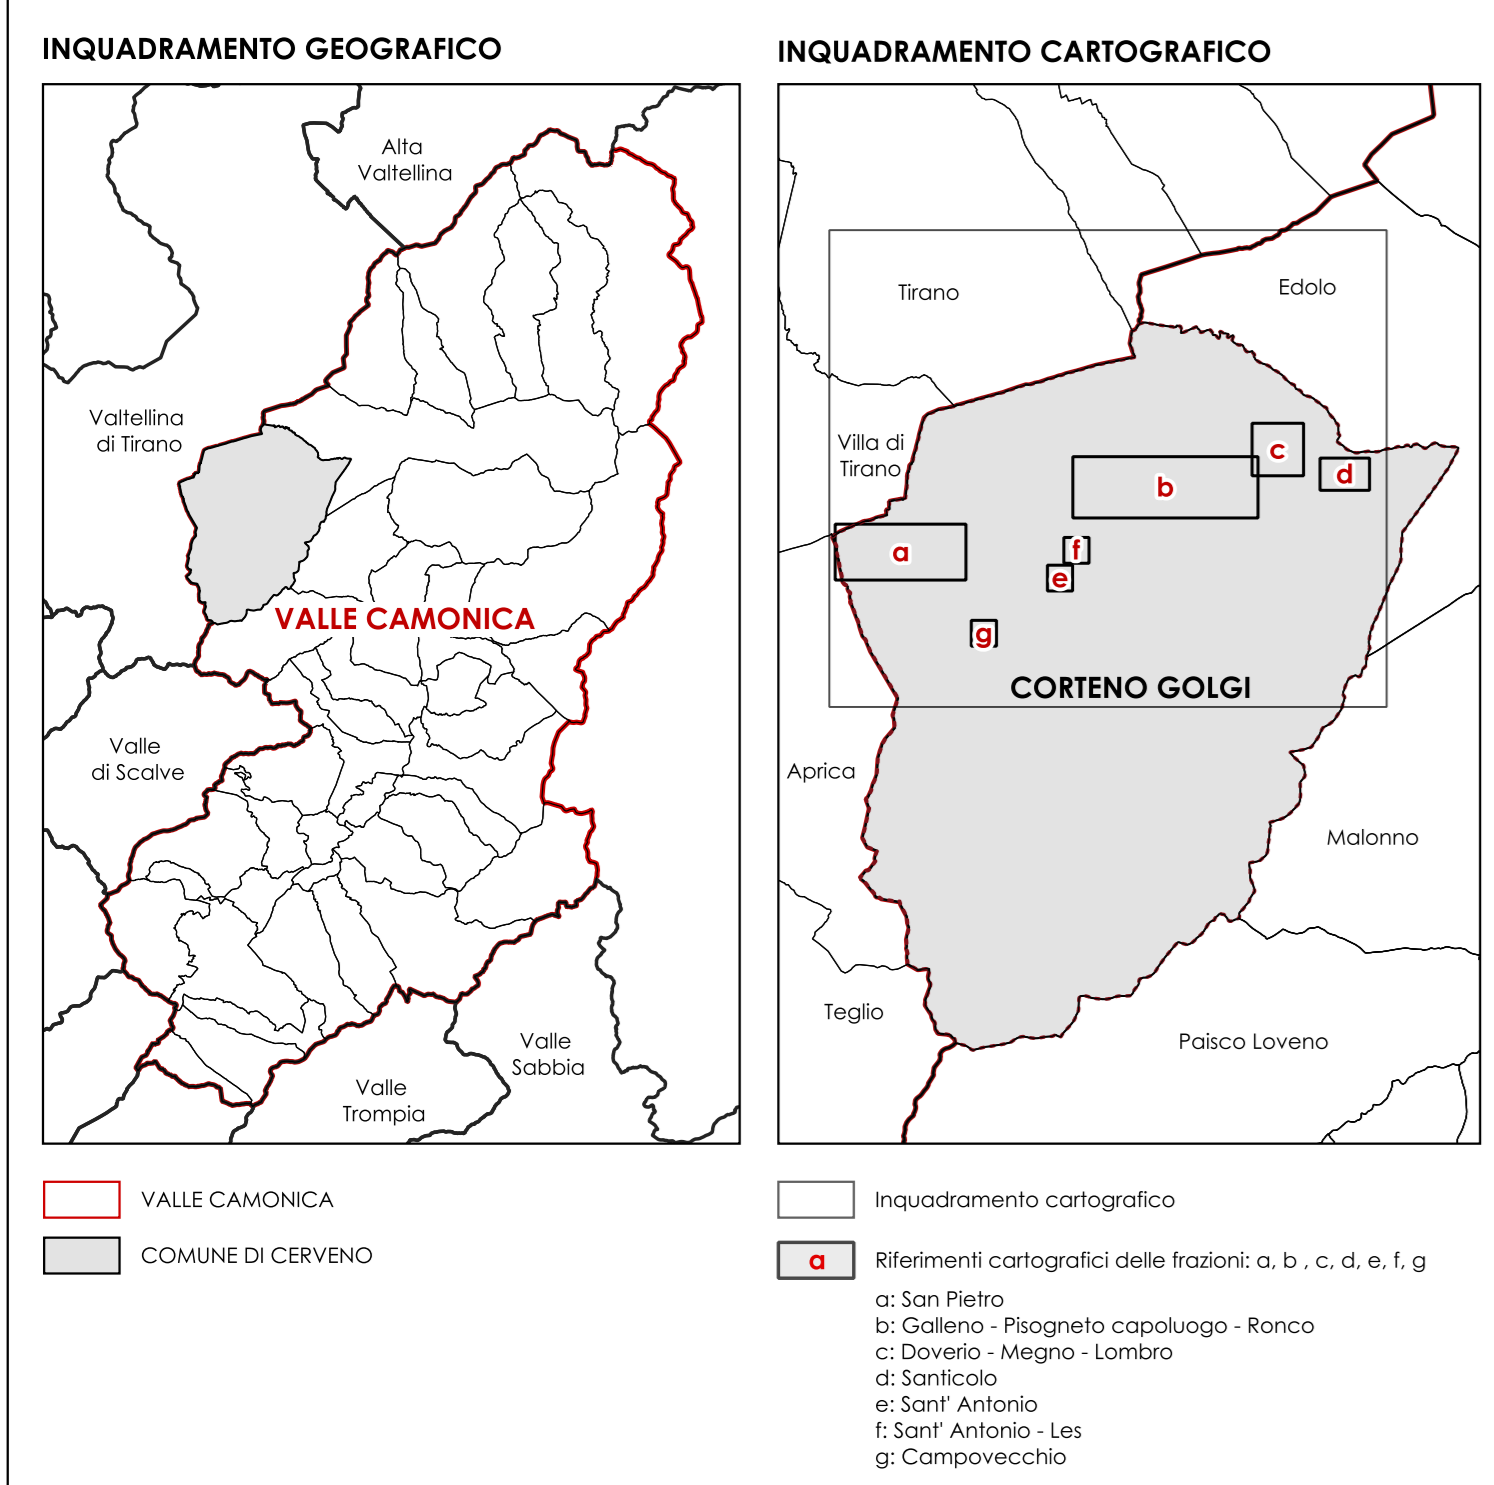 INQUADRAMENTO GEOGRAFICO
Alta
Valtellina
Valtellina
di Tirano
VALLE CAMONICA
Valle
di Scalve
Valle
Sabbia
Valle
Trompia
VALLE CAMONICA
COMUNE DI CERVENO
INQUADRAMENTO CARTOGRAFICO
Tirano
Edolo
Villa di
Tirano
c
d
b
a
f
e
g
CORTENO GOLGI
Aprica
Malonno
Teglio
Paisco Loveno
Inquadramento cartografico
a
Riferimenti cartografici delle frazioni: a, b , c, d, e, f, g
a: San Pietro
b: Galleno - Pisogneto capoluogo - Ronco
c: Doverio - Megno - Lombro
d: Santicolo
e: Sant' Antonio
f: Sant' Antonio - Les
g: Campovecchio